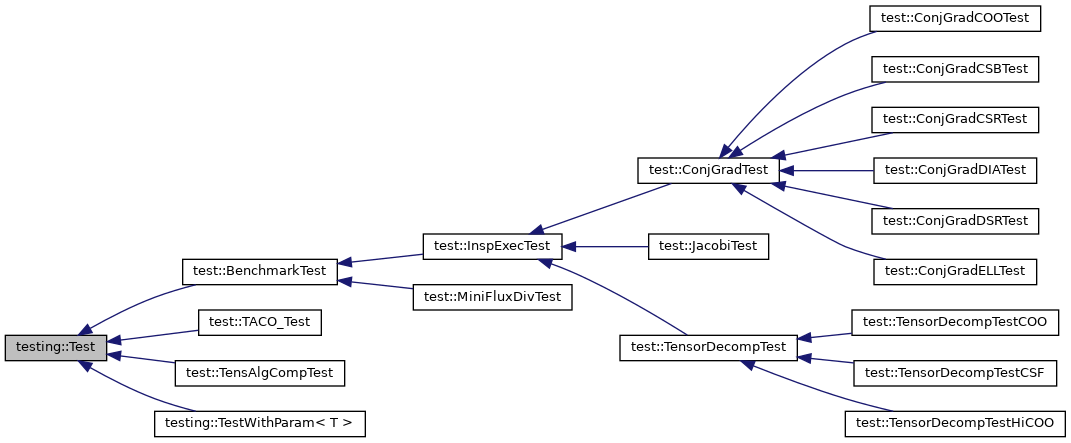 test::ConjGradCOOTest
test::ConjGradCSBTest
test::ConjGradCSRTest
test::ConjGradTest
test::ConjGradDIATest
test::ConjGradDSRTest
test::InspExecTest
test::JacobiTest
test::BenchmarkTest
test::ConjGradELLTest
test::MiniFluxDivTest
test::TACO_Test
test::TensorDecompTestCOO
testing::Test
test::TensorDecompTest
test::TensAlgCompTest
test::TensorDecompTestCSF
testing::TestWithParam< T >
test::TensorDecompTestHiCOO